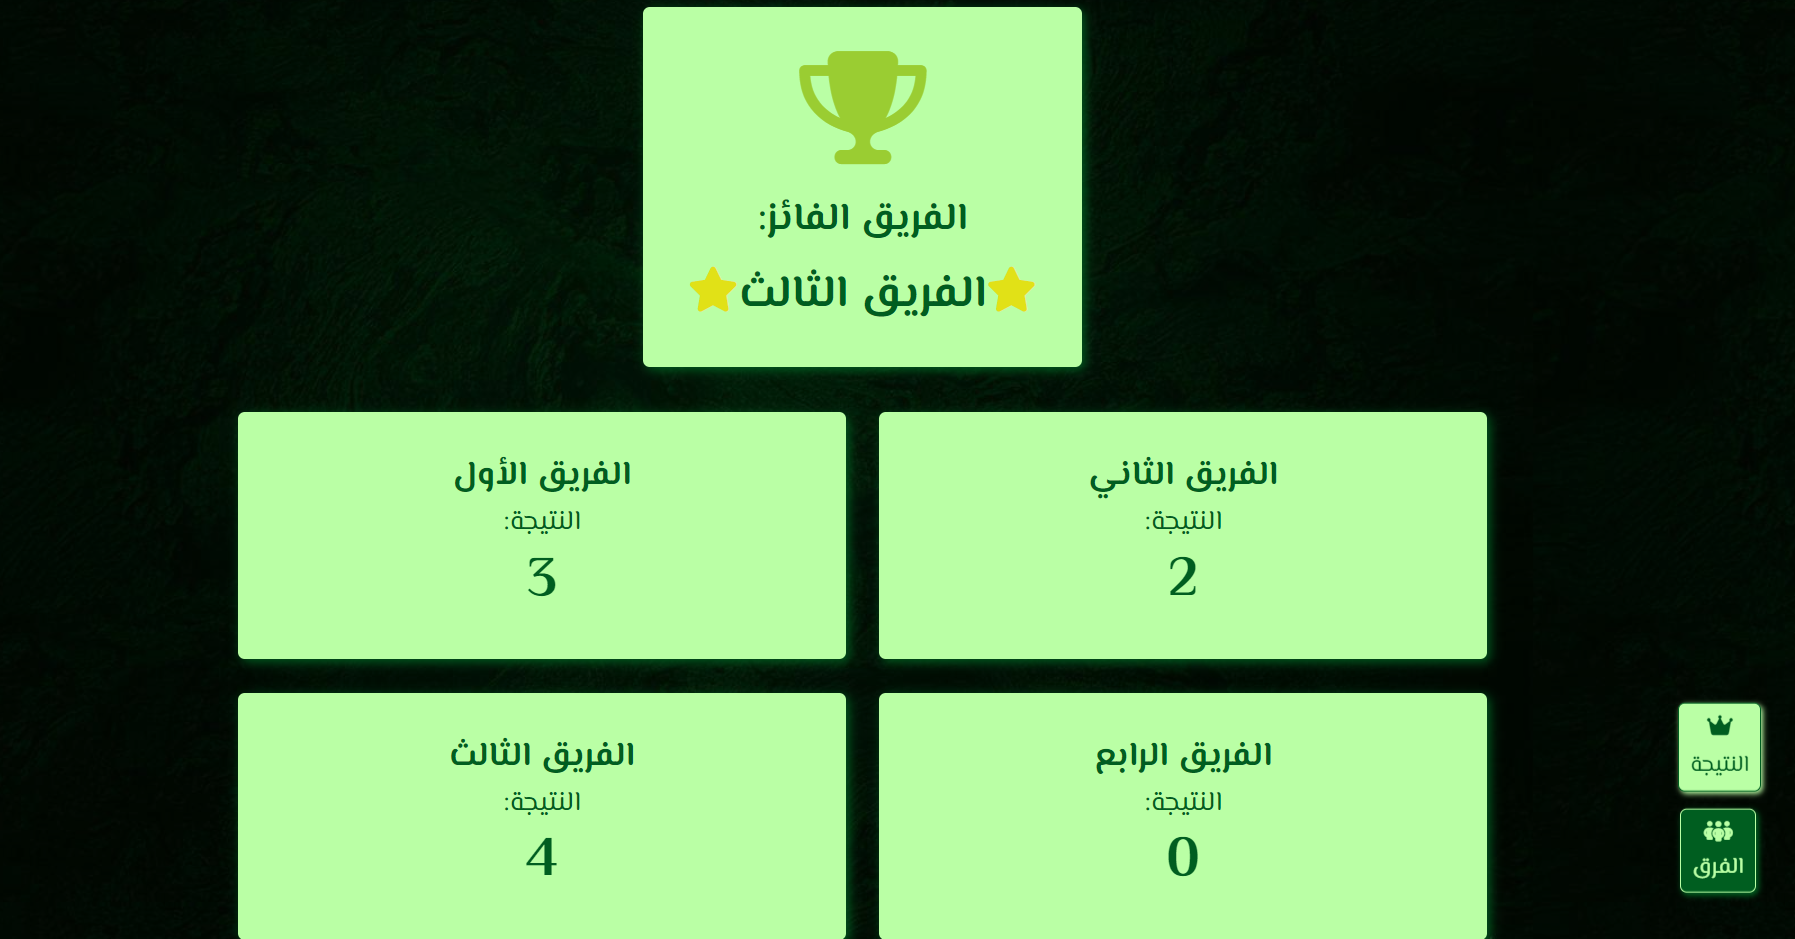 الفريق الفائز:
الفريق الثالث
الفريق الأول
النتيجة:
3
الفريق الثاني
النتيجة:
2
الفريق الثالث
النتيجة:
4
الفريق الرابع
النتيجة:
0
النتيجة
الفرق